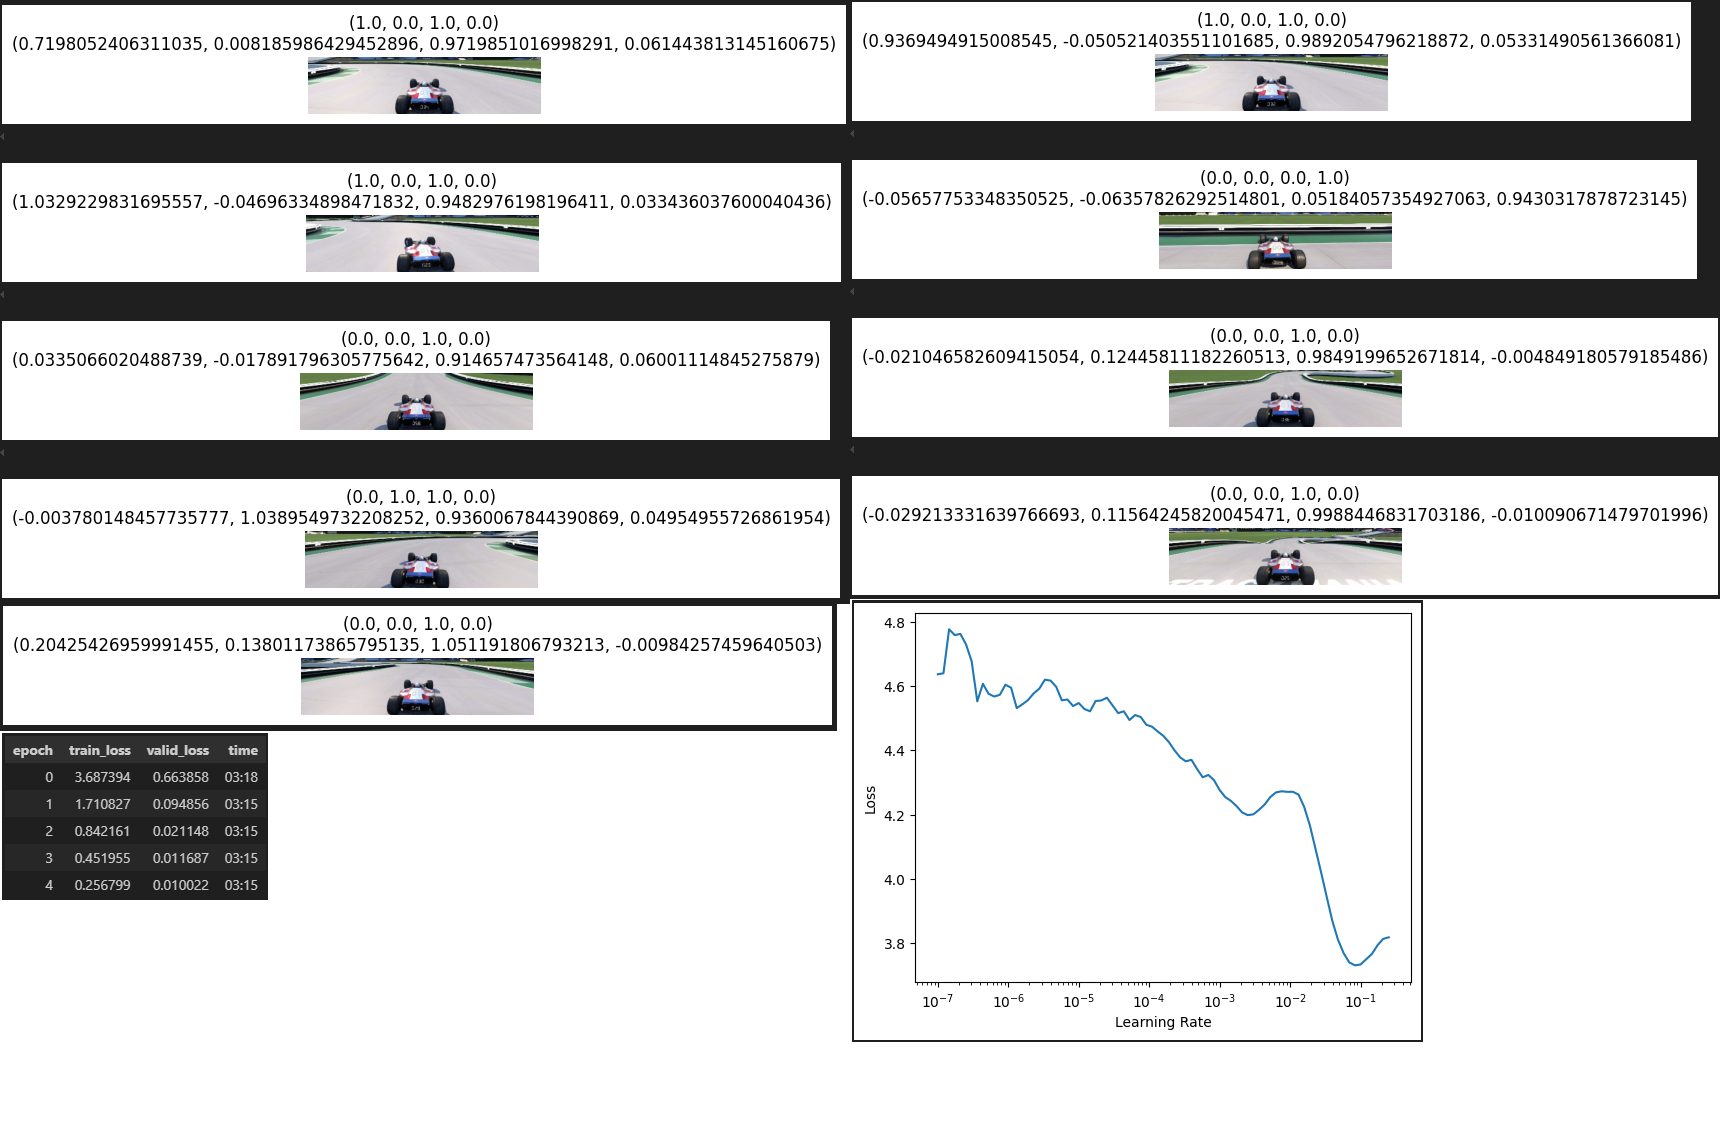 (1.0, 0.0, 1.0, 0.0)
(0.7198052406311035, 0.008185986429452896, 0.9719851016998291, 0.061443813145160675)
(1.0, 0.0, 1.0, 0.0)
(0.9369494915008545, -0.050521403551101685, 0.9892054796218872, 0.05331490561366081)
(1.0, 0.0, 1.0, 0.0)
(1.0329229831695557, -0.04696334898471832, 0.9482976198196411, 0.033436037600040436)
(0.0, 0.0, 0.0, 1.0)
(-0.05657753348350525, -0.06357826292514801, 0.05184057354927063, 0.9430317878723145)
(0.0, 0.0, 1.0, 0.0)
(0.0335066020488739, -0.017891796305775642, 0.914657473564148, 0.06001114845275879)
(0.0, 0.0, 1.0, 0.0)
(-0.021046582609415054, 0.12445811182260513, 0.9849199652671814, -0.004849180579185486)
(0.0, 1.0, 1.0, 0.0)
(-0.003780148457735777, 1.0389549732208252, 0.9360067844390869, 0.04954955726861954)
(0.0, 0.0, 1.0, 0.0)
(-0.029213331639766693, 0.11564245820045471, 0.9988446831703186, -0.010090671479701996)
(0.0, 0.0, 1.0, 0.0)
(0.20425426959991455, 0.13801173865795135, 1.051191806793213, -0.00984257459640503)
epoch train_loss valid_loss time
0 3.687394 0.663858 03:18
1 1.710827 0.094856 03:15
2 0.842161 0.021148 03:15
3 0.451955 0.011687 03:15
4 0.256799 0.010022 03:15
4.8
4.6
4.4
4.2
4.0
3.8
Loss
10⁻⁷ 10⁻⁶ 10⁻⁵ 10⁻⁴ 10⁻³ 10⁻² 10⁻¹
Learning Rate